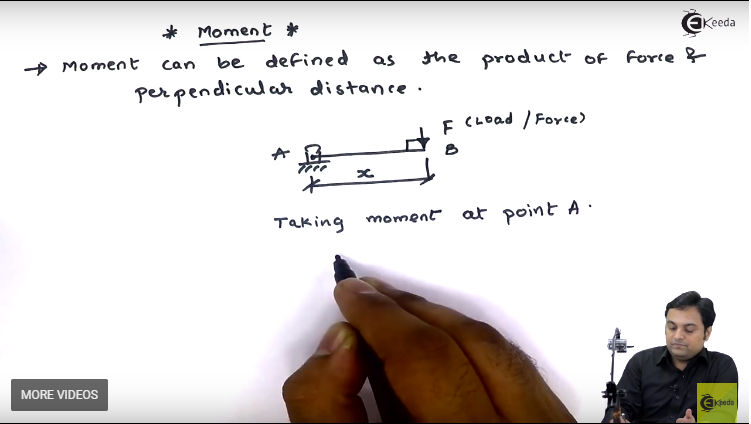 * Moment *
→ Moment can be defined as the product of force &
perpendicular distance.
F (Load / Force)
A
B
x
Taking moment at point A.
EKeeda
MORE VIDEOS
EKeeda